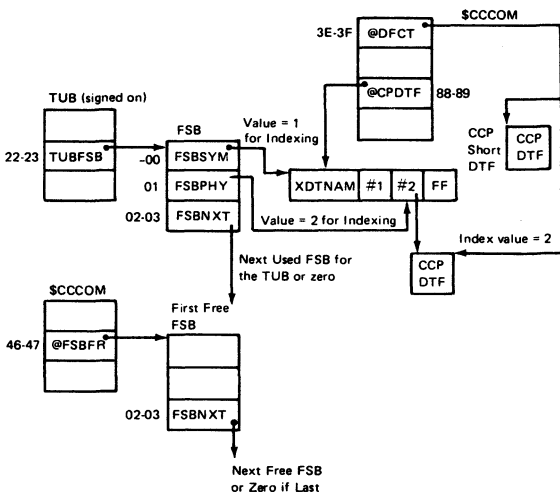 $CCCOM
3E-3F @DFCT
@CPDTF 88-89
TUB (signed on)
22-23 TUBFSB
FSB
-00 FSBSYM
01 FSBPHY
02-03 FSBNXT
Value = 1
for Indexing
XDTNAM #1 #2 FF
Value = 2 for Indexing
CCP
Short
DTF
CCP
DTF
Index value = 2
CCP
DTF
Next Used FSB for
the TUB or zero
$CCCOM
46-47 @FSBFR
First Free
FSB
02-03 FSBNXT
Next Free FSB
or Zero if Last